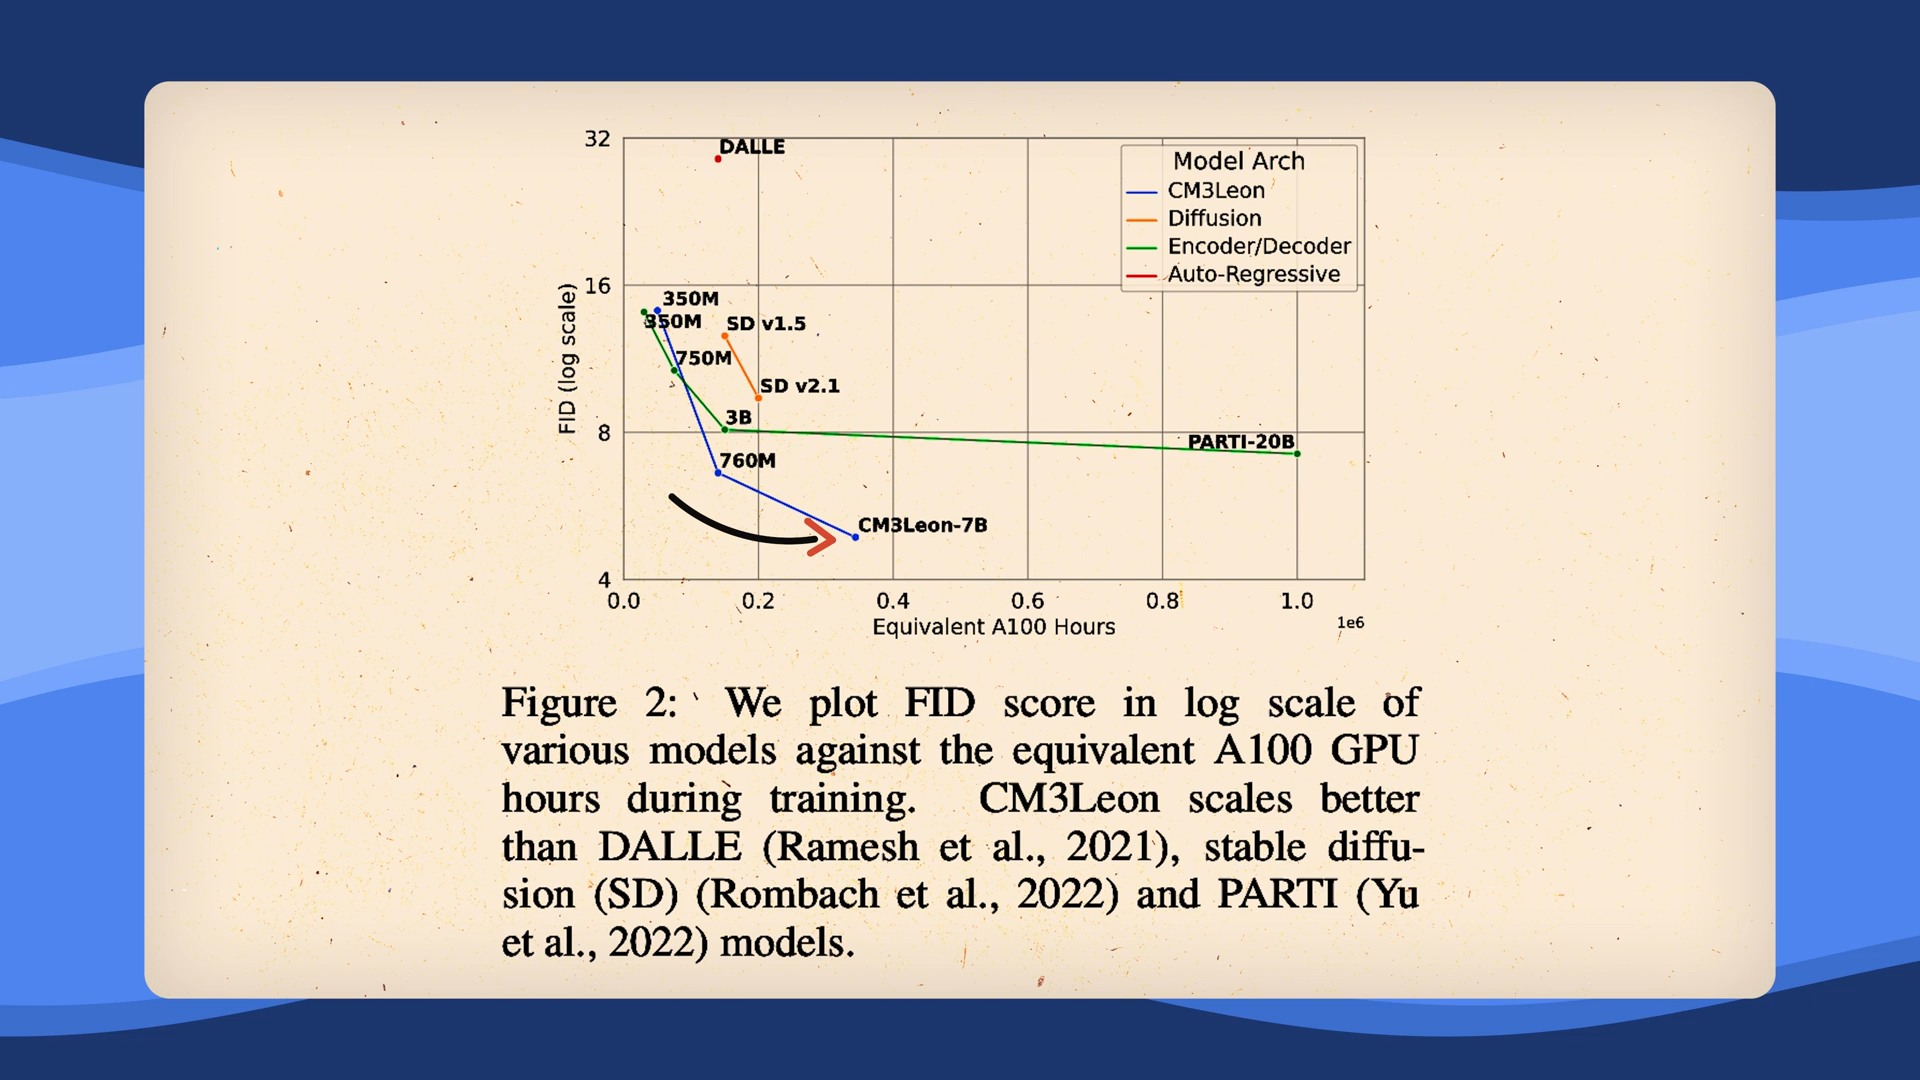 32
DALLE
Model Arch
CM3Leon
Diffusion
Encoder/Decoder
Auto-Regressive
16
350M
350M
SD v1.5
750M
SD v2.1
3B
8
PARTI-20B
760M
CM3Leon-7B
4
FID (log scale)
0.0 0.2 0.4 0.6 0.8 1.0
Equivalent A100 Hours
1e6
Figure 2: We plot FID score in log scale of
various models against the equivalent A100 GPU
hours during training. CM3Leon scales better
than DALLE (Ramesh et al., 2021), stable diffu-
sion (SD) (Rombach et al., 2022) and PARTI (Yu
et al., 2022) models.